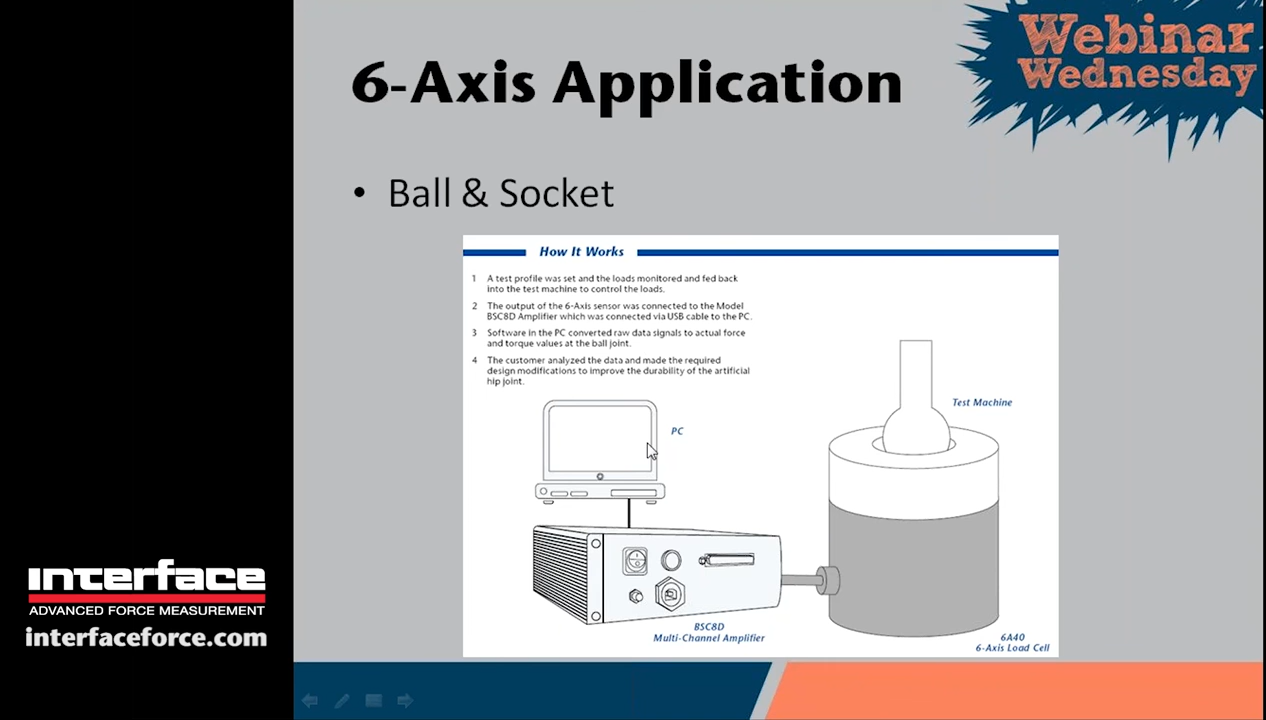 Webinar
Wednesday
6-Axis Application
• Ball & Socket
How It Works
1 A test profile was set and the loads monitored and fed back
into the test machine to control the loads.
2 The output of the 6-Axis sensor was connected to the Model
BSC8D Amplifier which was connected via USB cable to the PC.
3 Software in the PC converted raw data signals to actual force
and torque values at the ball joint.
4 The customer analyzed the data and made the required
design modifications to improve the durability of the artificial
hip joint.
PC
Test Machine
BSC8D
Multi-Channel Amplifier
6A40
6-Axis Load Cell
interface
ADVANCED FORCE MEASUREMENT
interfaceforce.com